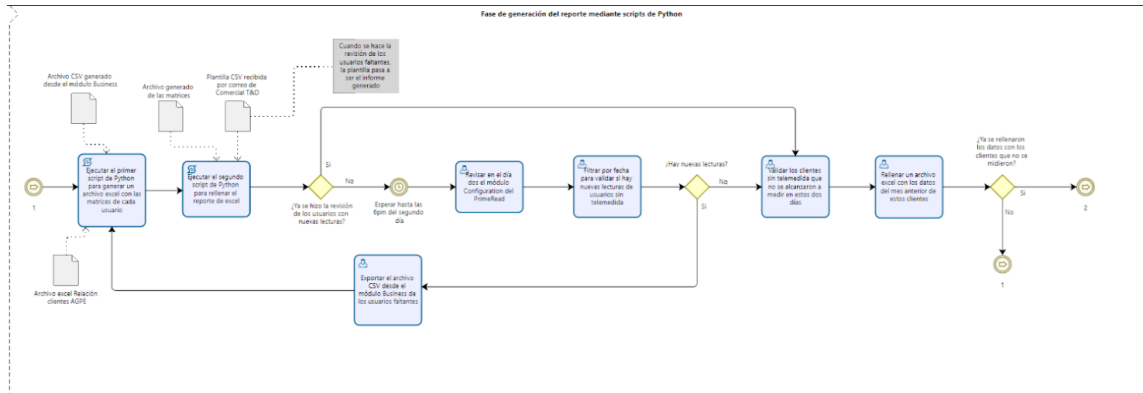 Fase de generación del reporte mediante scripts de Python
Cuando se hace la
revisión de los
usuarios faltantes,
la plantilla pasa a
ser el informe
generado
Archivo CSV generado
desde el módulo Business
Archivo generado
de las matrices
Plantilla CSV recibida
por correo de
Comercial T&D
1
Ejecutar el primer
script de Python
para generar un
archivo excel con las
matrices de cada
usuario
Ejecutar el segundo
script de Python
para rellenar el
reporte de excel
Si
No
¿Ya se hizo la revisión
de los usuarios con
nuevas lecturas?
Esperar hasta las
6pm del segundo
día
Revisar en el día
dos el módulo
Configuration del
PrimeRead
Filtrar por fecha
para validar si hay
nuevas lecturas de
usuarios sin
telemedida
¿Hay nuevas lecturas?
No
Si
Validar los clientes
sin telemedida que
no se alcanzaron a
medir en estos dos
días
Rellenar un archivo
excel con los datos
del mes anterior de
estos clientes
¿Ya se rellenaron
los datos con los
clientes que no se
midieron?
Si
2
No
1
Exportar el archivo
CSV desde el
módulo Business de
los usuarios faltantes
Archivo excel Relación
clientes AGPE